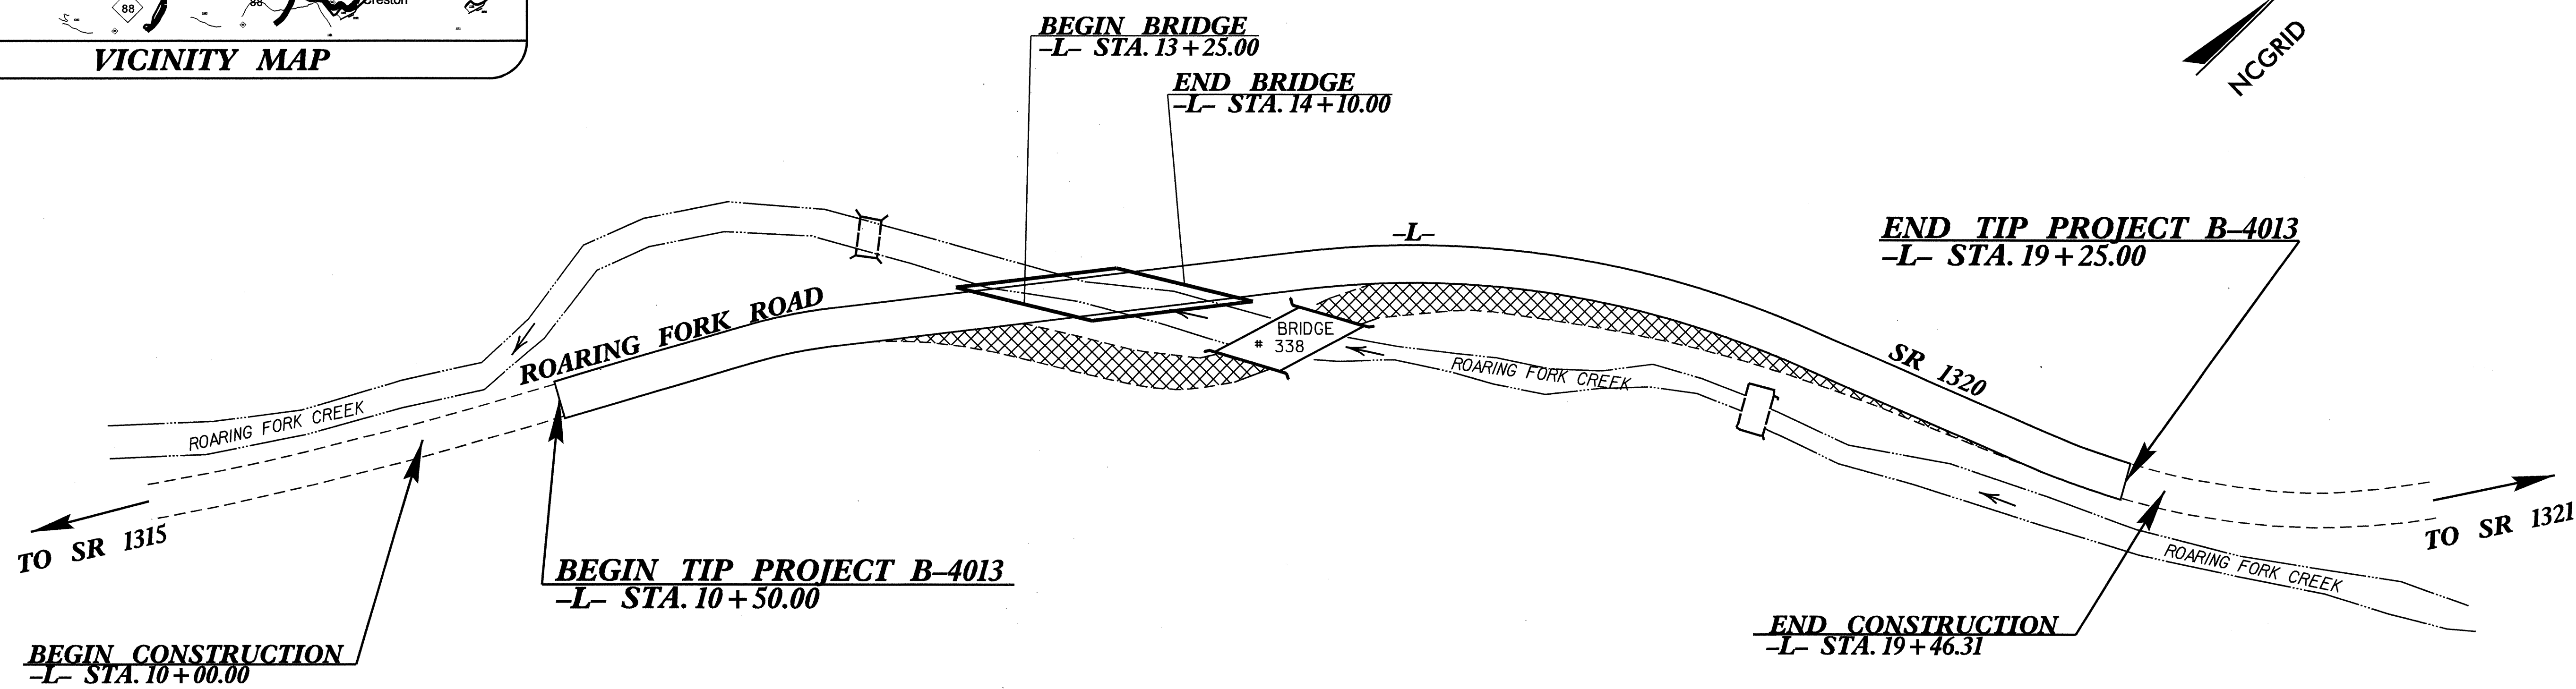 88
88
Creston
VICINITY MAP
BEGIN BRIDGE
–L– STA. 13+25.00
END BRIDGE
–L– STA. 14+10.00
NCGRID
–L–
END TIP PROJECT B–4013
–L– STA. 19+25.00
ROARING FORK ROAD
BRIDGE
# 338
ROARING FORK CREEK
SR 1320
ROARING FORK CREEK
TO SR 1315
TO SR 1321
ROARING FORK CREEK
BEGIN TIP PROJECT B–4013
–L– STA. 10+50.00
END CONSTRUCTION
–L– STA. 19+46.31
BEGIN CONSTRUCTION
–L– STA. 10+00.00